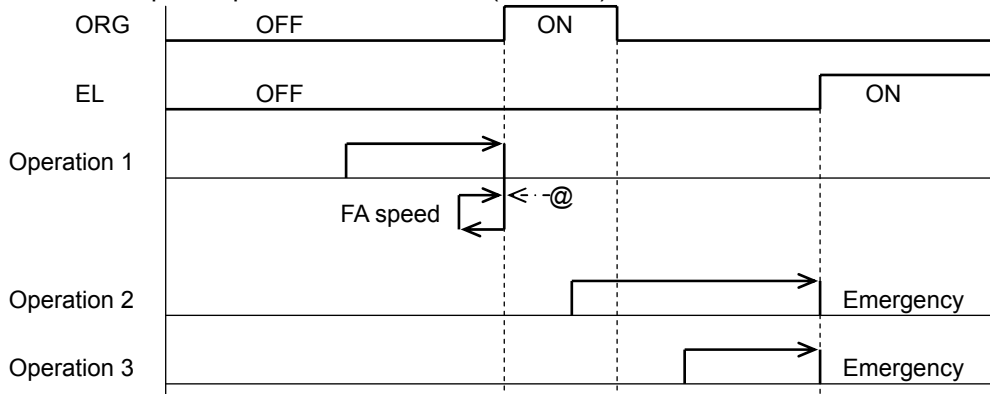 ORG OFF ON
EL OFF ON
Operation 1
FA speed @
Operation 2 Emergency
Operation 3 Emergency